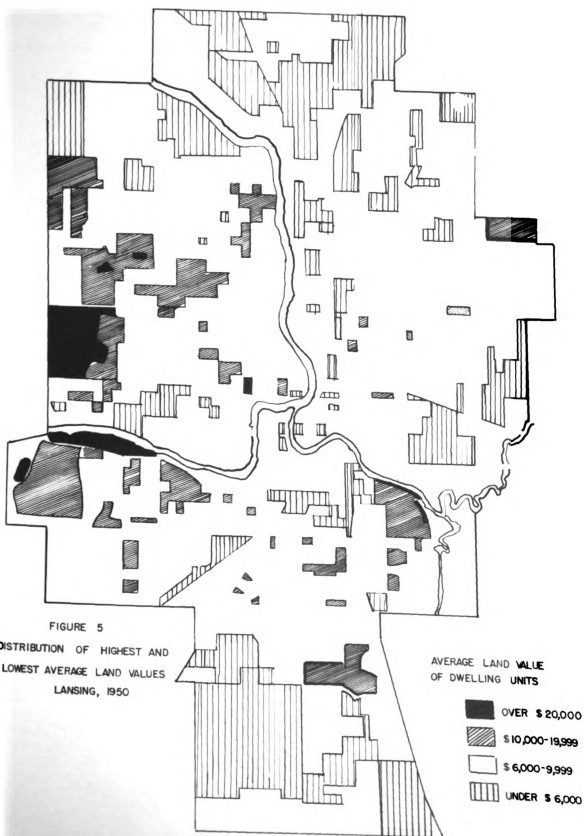 FIGURE 5
DISTRIBUTION OF HIGHEST AND
LOWEST AVERAGE LAND VALUES
LANSING, 1950
AVERAGE LAND VALUE
OF DWELLING UNITS
OVER $ 20,000
$ 10,000-19,999
$ 6,000-9,999
UNDER $ 6,000